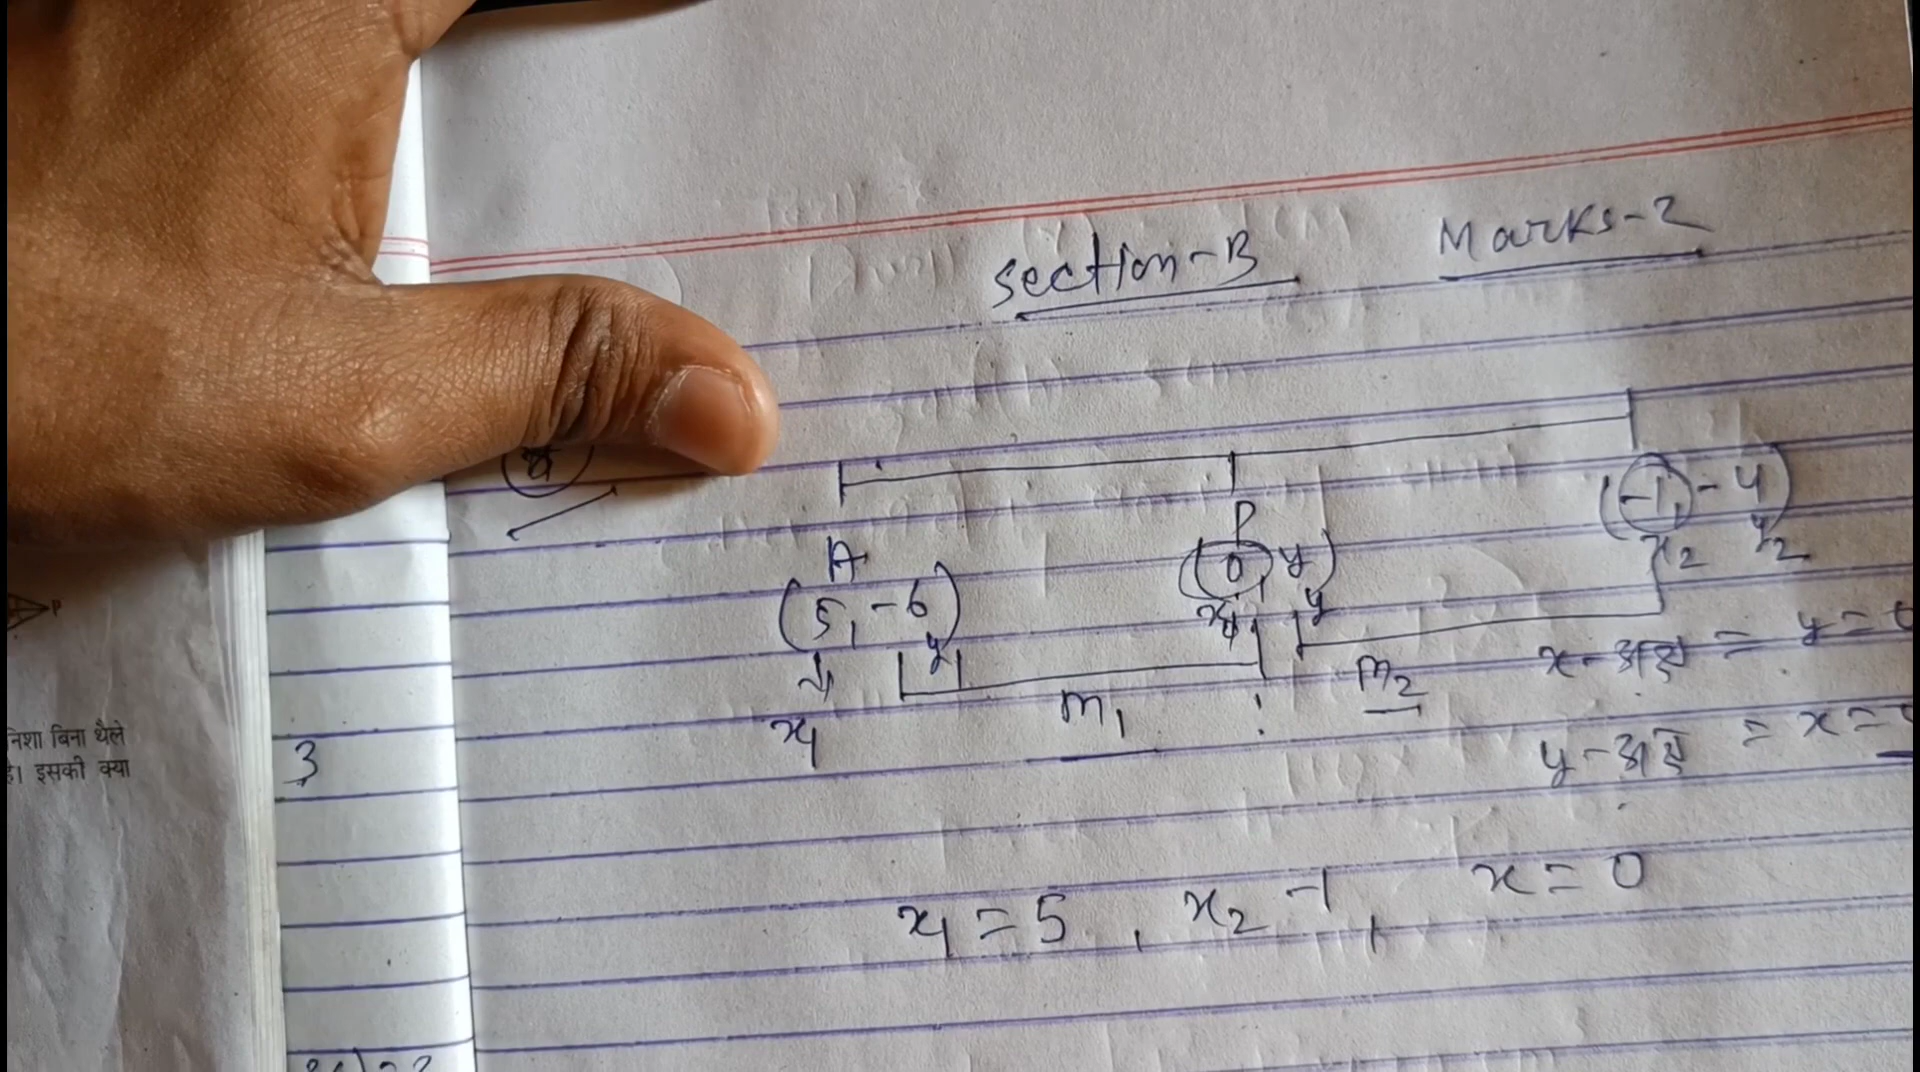 Section-B Marks-2
P
(-1, -4)
A
(0, y)
x2 y2
(5, -6)
x y
x1 y1
m1 : m2
x-अक्ष = y =
y-अक्ष = x =
निशा बिना थैले
है। इसकी क्या
3
x1 = 5, x2 -1, x = 0